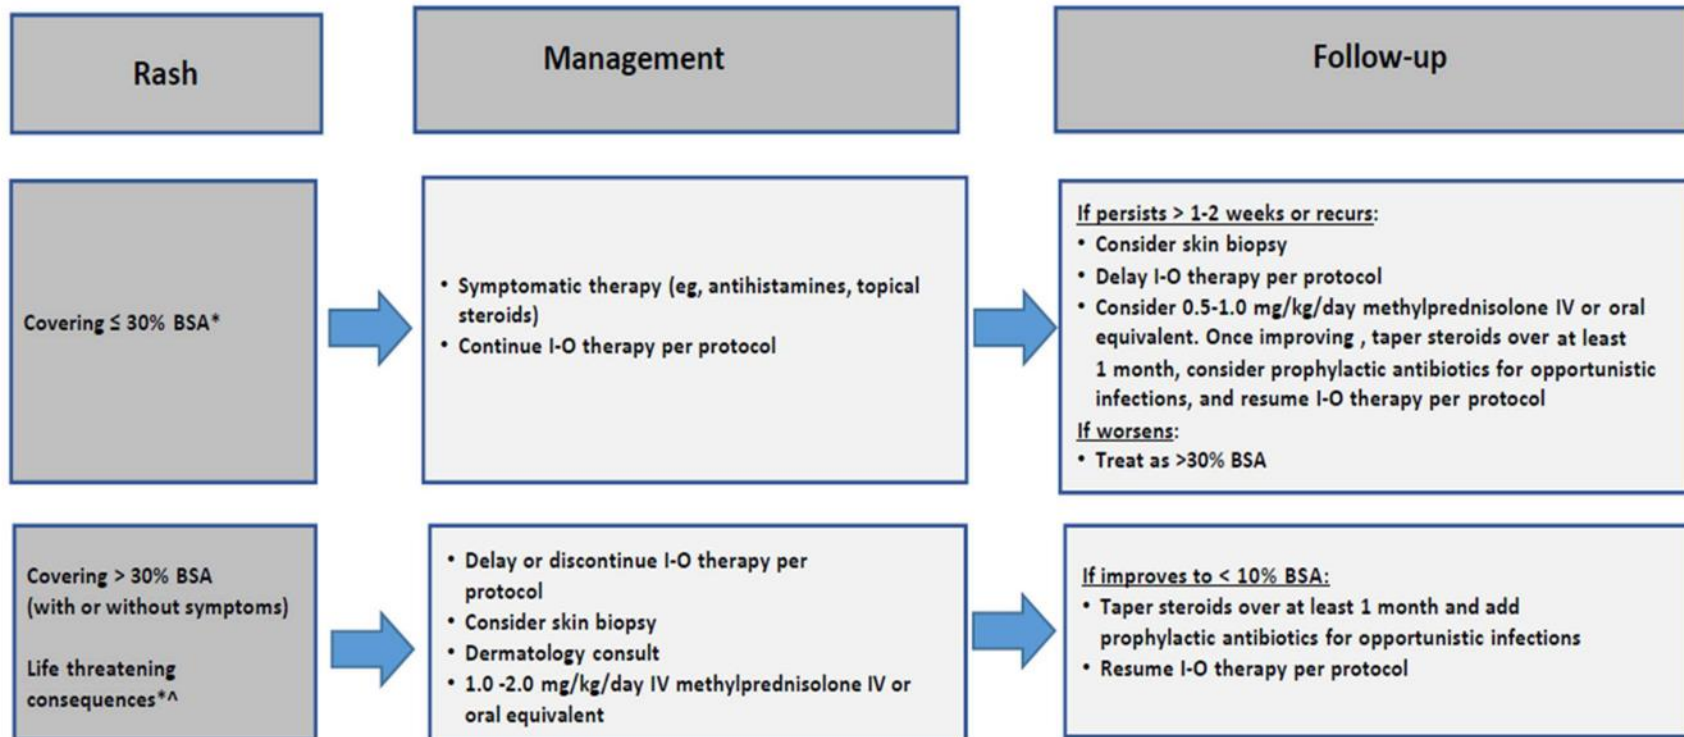 Rash
Management
Follow-up
Covering ≤ 30% BSA*
• Symptomatic therapy (eg, antihistamines, topical
steroids)
• Continue I-O therapy per protocol
If persists > 1-2 weeks or recurs:
• Consider skin biopsy
• Delay I-O therapy per protocol
• Consider 0.5-1.0 mg/kg/day methylprednisolone IV or oral
equivalent. Once improving , taper steroids over at least
1 month, consider prophylactic antibiotics for opportunistic
infections, and resume I-O therapy per protocol
If worsens:
• Treat as >30% BSA
Covering > 30% BSA
(with or without symptoms)
Life threatening
consequences*^
• Delay or discontinue I-O therapy per
protocol
• Consider skin biopsy
• Dermatology consult
• 1.0 -2.0 mg/kg/day IV methylprednisolone IV or
oral equivalent
If improves to < 10% BSA:
• Taper steroids over at least 1 month and add
prophylactic antibiotics for opportunistic infections
• Resume I-O therapy per protocol